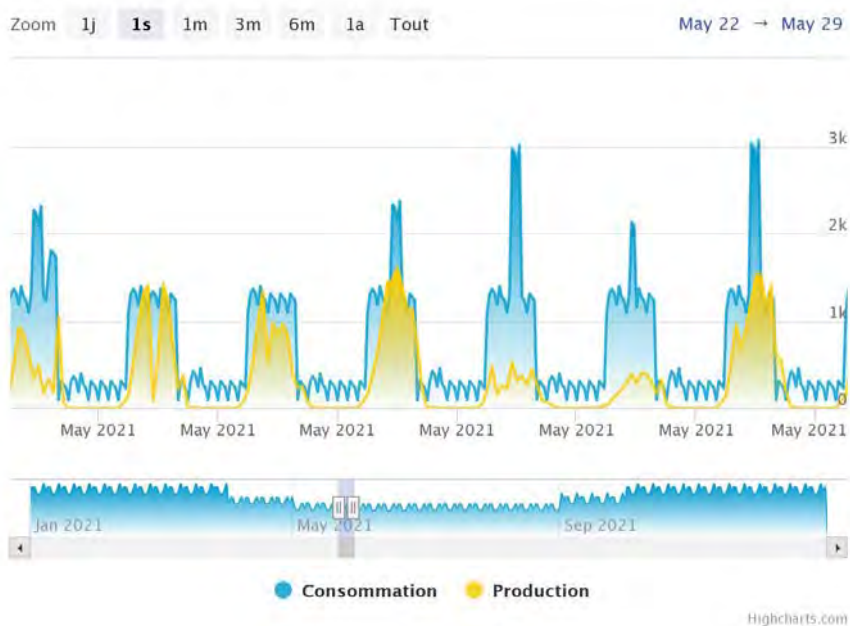 Zoom 1j 1s 1m 3m 6m 1a Tout May 22 → May 29
3k
2k
1k
0
May 2021 May 2021 May 2021 May 2021 May 2021 May 2021 May 2021
Jan 2021 May 2021 Sep 2021
Consommation Production
Highcharts.com